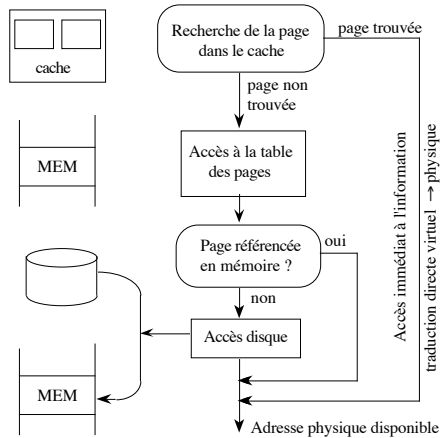 Recherche de la page
dans le cache
page trouvée
cache
page non
trouvée
MEM
Accès à la table
des pages
Accès immédiat à l'information
traduction directe virtuel → physique
Page référencée
en mémoire ?
oui
non
Accès disque
MEM
Adresse physique disponible